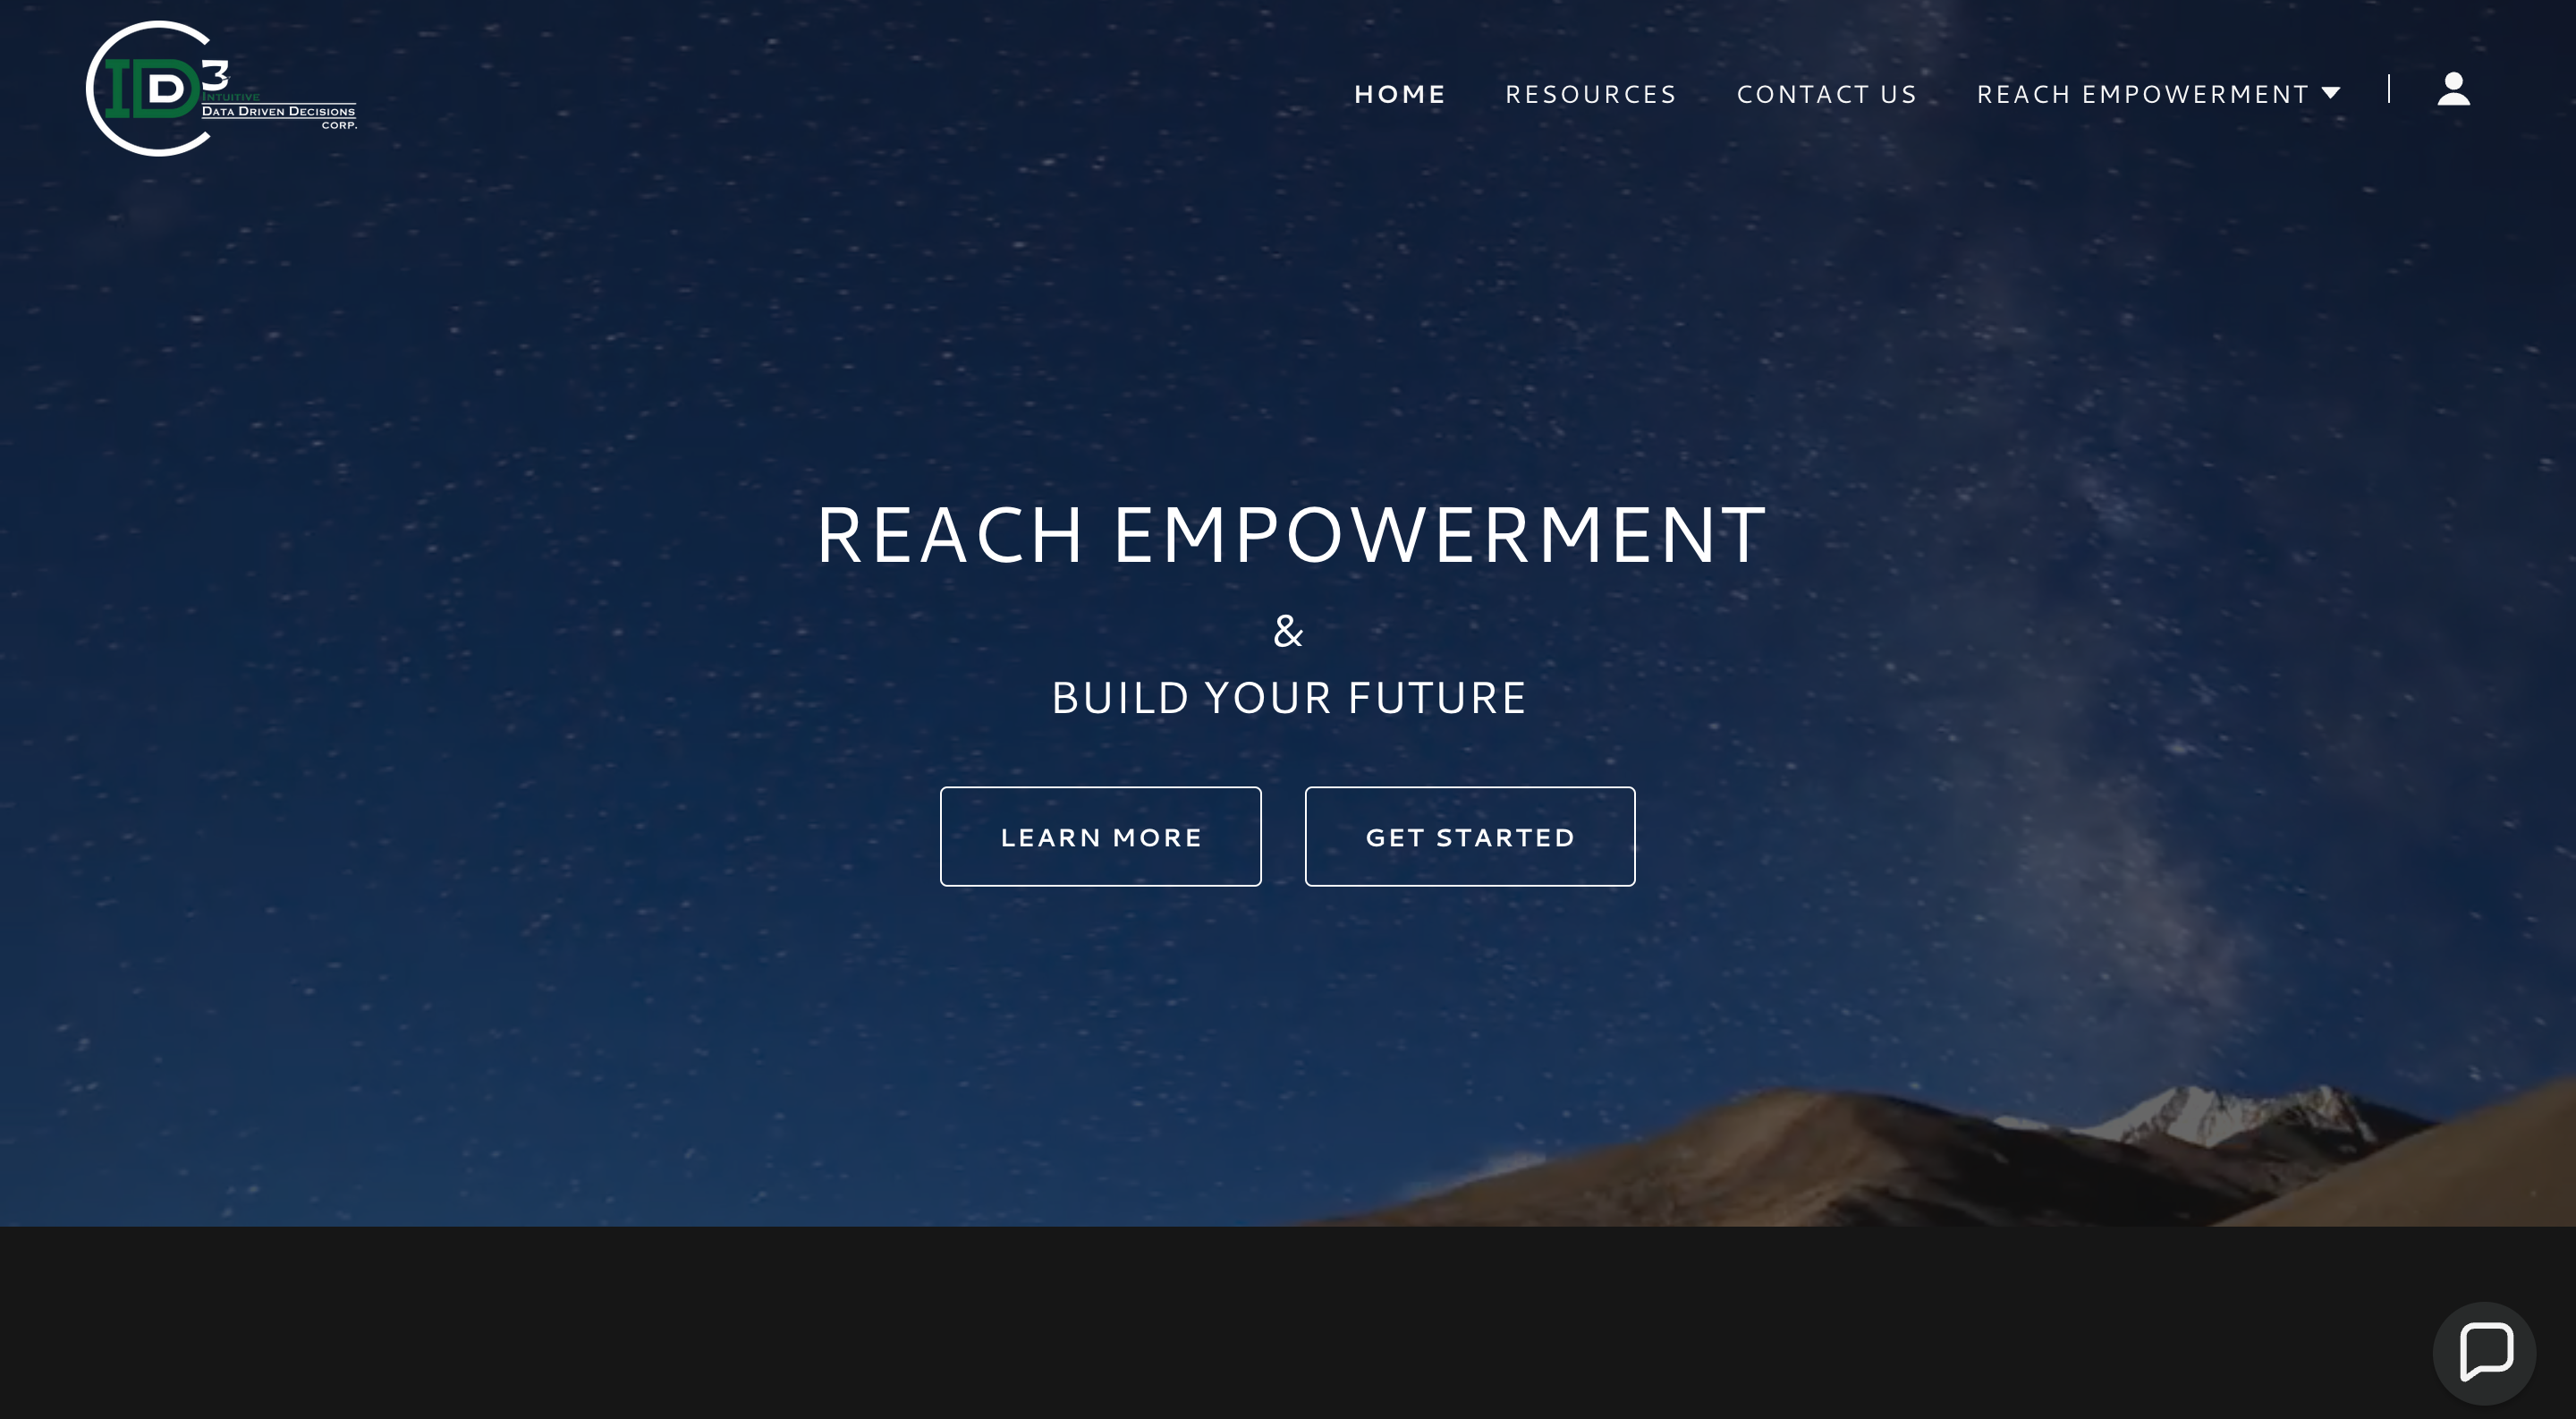 ID3
INTUITIVE
DATA DRIVEN DECISIONS
CORP.
HOME
RESOURCES
CONTACT US
REACH EMPOWERMENT
REACH EMPOWERMENT
&
BUILD YOUR FUTURE
LEARN MORE
GET STARTED